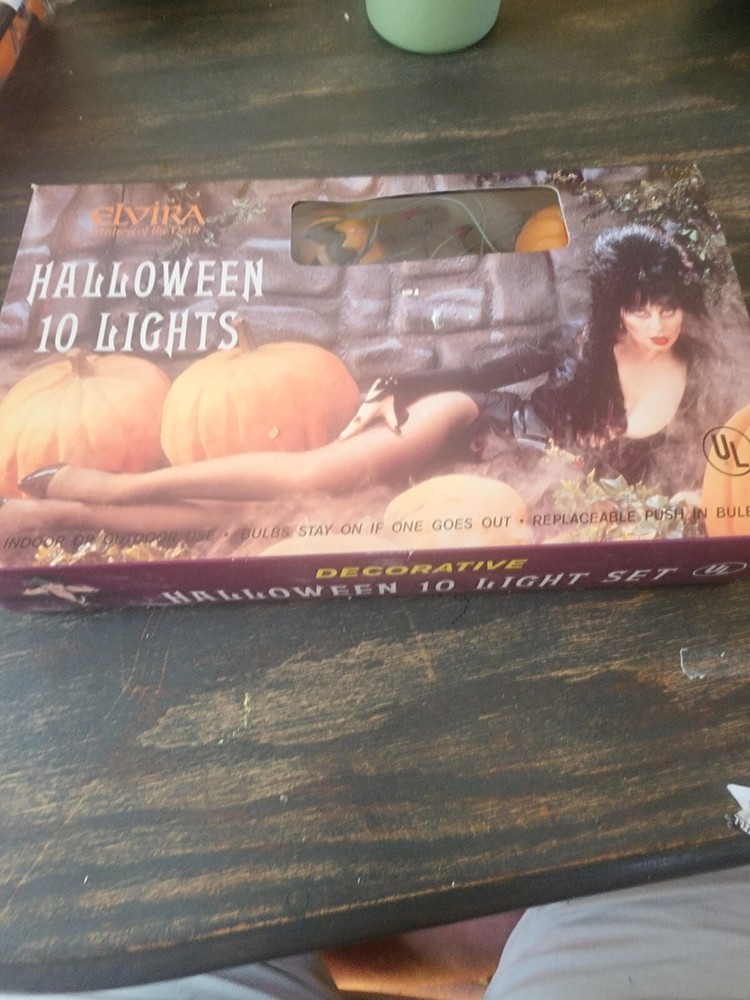 ELVIRA
Mistress of the Dark
HALLOWEEN
10 LIGHTS
UL
INDOOR OR OUTDOOR USE • BULBS STAY ON IF ONE GOES OUT • REPLACEABLE PUSH IN BULB
DECORATIVE
HALLOWEEN 10 LIGHT SET UL